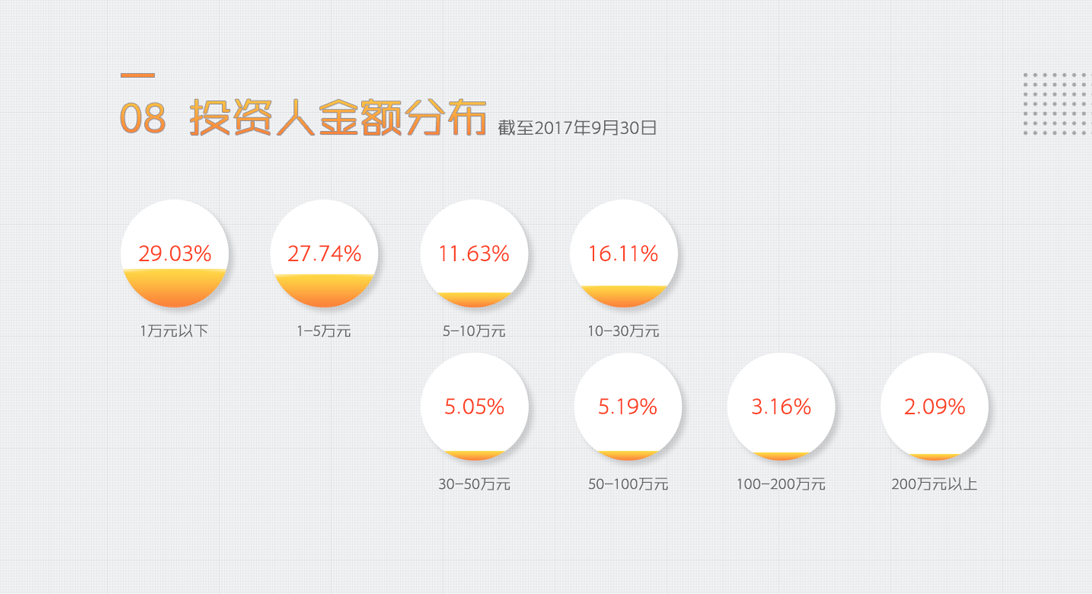 08 投资人金额分布 截至2017年9月30日
29.03% 27.74% 11.63% 16.11%
1万元以下 1-5万元 5-10万元 10-30万元
5.05% 5.19% 3.16% 2.09%
30-50万元 50-100万元 100-200万元 200万元以上